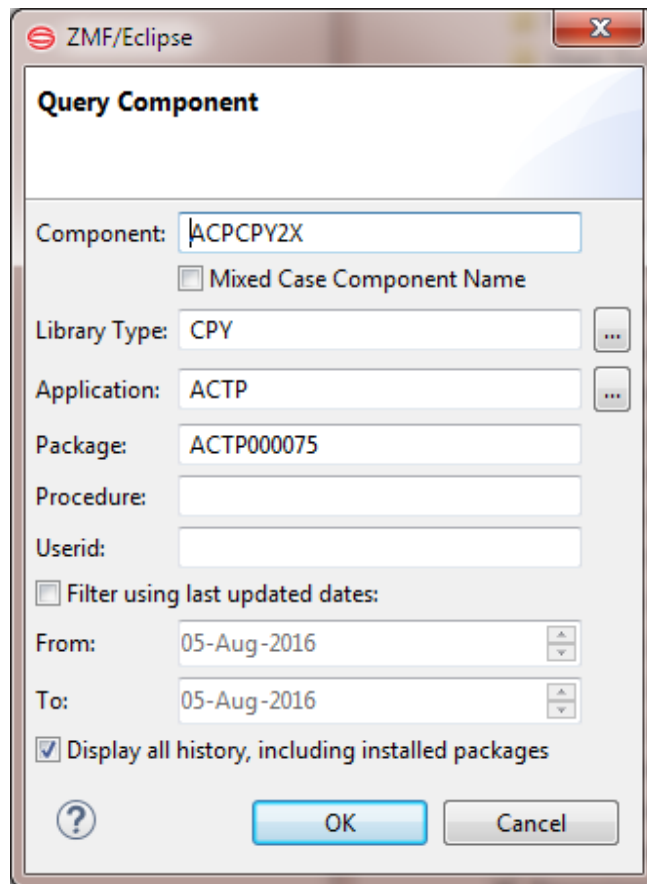 ZMF/Eclipse
X
Query Component
Component: ACPCPY2X
Mixed Case Component Name
Library Type: CPY ...
Application: ACTP ...
Package: ACTP000075
Procedure:
Userid:
Filter using last updated dates:
From: 05-Aug-2016
To: 05-Aug-2016
Display all history, including installed packages
? OK Cancel